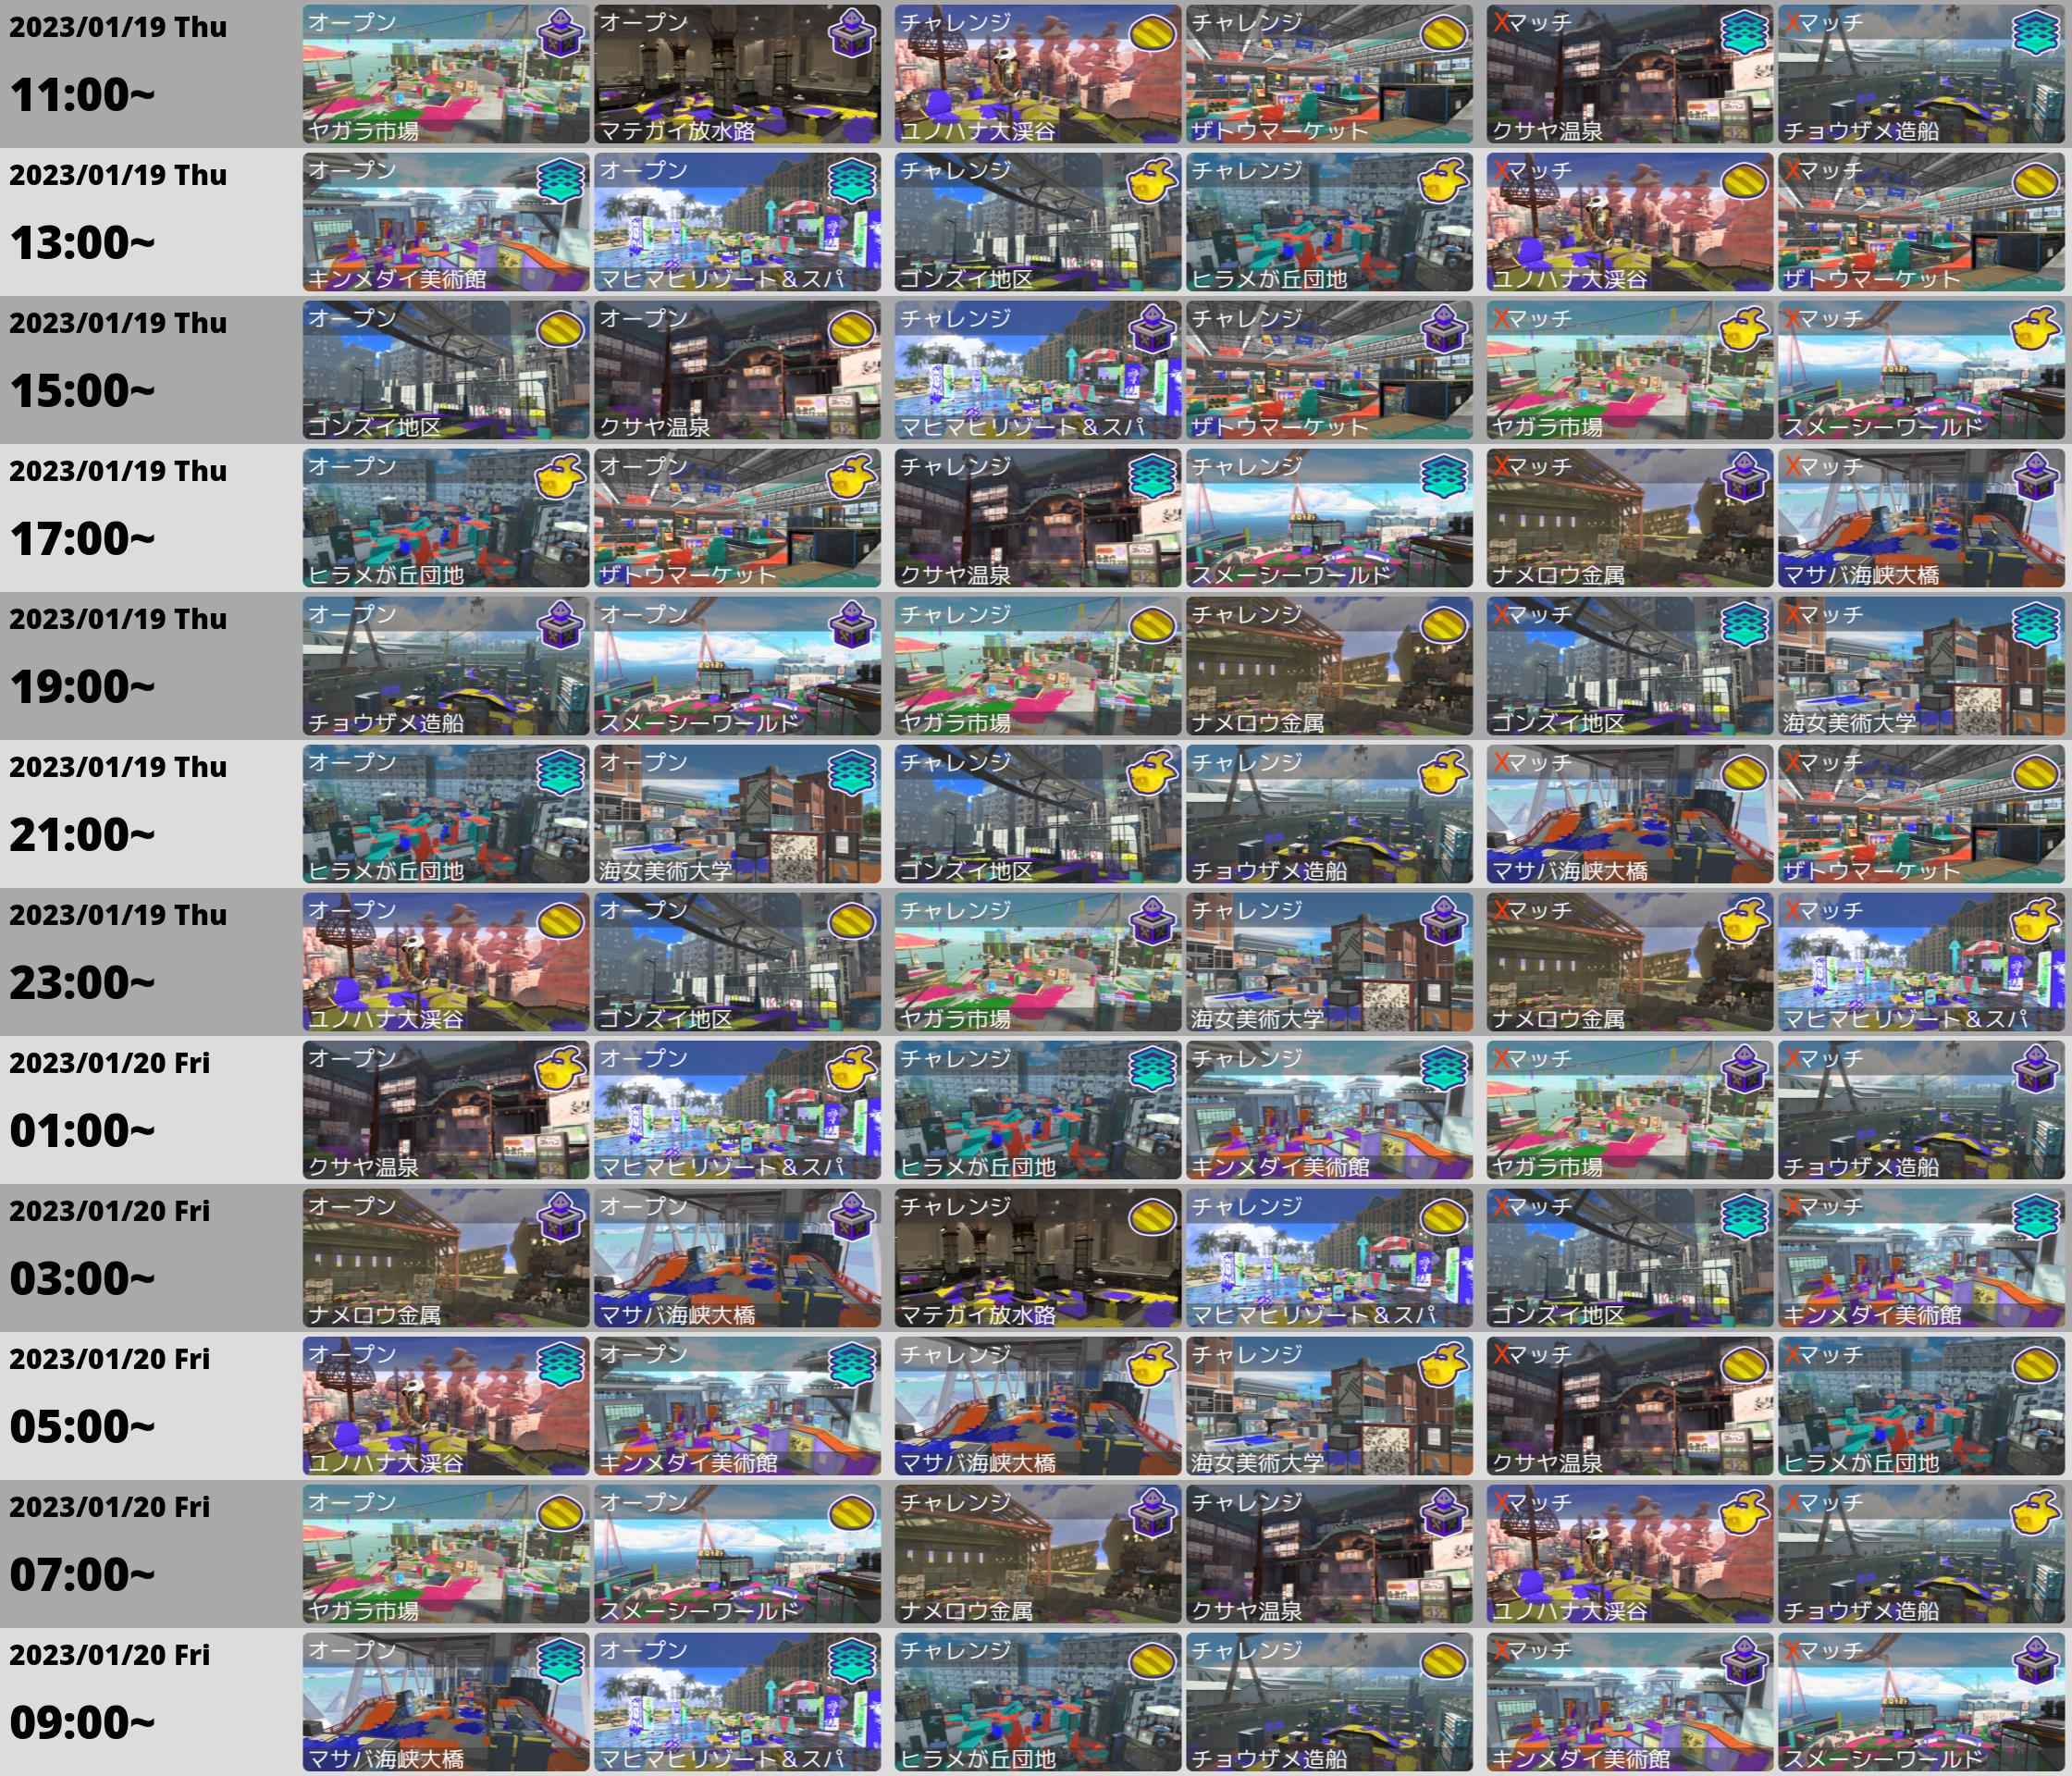 2023/01/19 Thu
11:00~
オープン オープン チャレンジ チャレンジ Xマッチ Xマッチ
ヤガラ市場 マテガイ放水路 ユノハナ大渓谷 ザトウマーケット クサヤ温泉 チョウザメ造船
2023/01/19 Thu
13:00~
オープン オープン チャレンジ チャレンジ Xマッチ Xマッチ
キンメダイ美術館 マヒマヒリゾート＆スパ ゴンズイ地区 ヒラメが丘団地 ユノハナ大渓谷 ザトウマーケット
2023/01/19 Thu
15:00~
オープン オープン チャレンジ チャレンジ Xマッチ Xマッチ
ゴンズイ地区 クサヤ温泉 マヒマヒリゾート＆スパ ザトウマーケット ヤガラ市場 スメーシーワールド
2023/01/19 Thu
17:00~
オープン オープン チャレンジ チャレンジ Xマッチ Xマッチ
ヒラメが丘団地 ザトウマーケット クサヤ温泉 スメーシーワールド ナメロウ金属 マサバ海峡大橋
2023/01/19 Thu
19:00~
オープン オープン チャレンジ チャレンジ Xマッチ Xマッチ
チョウザメ造船 スメーシーワールド ヤガラ市場 ナメロウ金属 ゴンズイ地区 海女美術大学
2023/01/19 Thu
21:00~
オープン オープン チャレンジ チャレンジ Xマッチ Xマッチ
ヒラメが丘団地 海女美術大学 ゴンズイ地区 チョウザメ造船 マサバ海峡大橋 ザトウマーケット
2023/01/19 Thu
23:00~
オープン オープン チャレンジ チャレンジ Xマッチ Xマッチ
ユノハナ大渓谷 ゴンズイ地区 ヤガラ市場 海女美術大学 ナメロウ金属 マヒマヒリゾート＆スパ
2023/01/20 Fri
01:00~
オープン オープン チャレンジ チャレンジ Xマッチ Xマッチ
クサヤ温泉 マヒマヒリゾート＆スパ ヒラメが丘団地 キンメダイ美術館 ヤガラ市場 チョウザメ造船
2023/01/20 Fri
03:00~
オープン オープン チャレンジ チャレンジ Xマッチ Xマッチ
ナメロウ金属 マサバ海峡大橋 マテガイ放水路 マヒマヒリゾート＆スパ ゴンズイ地区 キンメダイ美術館
2023/01/20 Fri
05:00~
オープン オープン チャレンジ チャレンジ Xマッチ Xマッチ
ユノハナ大渓谷 キンメダイ美術館 マサバ海峡大橋 海女美術大学 クサヤ温泉 ヒラメが丘団地
2023/01/20 Fri
07:00~
オープン オープン チャレンジ チャレンジ Xマッチ Xマッチ
ヤガラ市場 スメーシーワールド ナメロウ金属 クサヤ温泉 ユノハナ大渓谷 チョウザメ造船
2023/01/20 Fri
09:00~
オープン オープン チャレンジ チャレンジ Xマッチ Xマッチ
マサバ海峡大橋 マヒマヒリゾート＆スパ ヒラメが丘団地 チョウザメ造船 キンメダイ美術館 スメーシーワールド